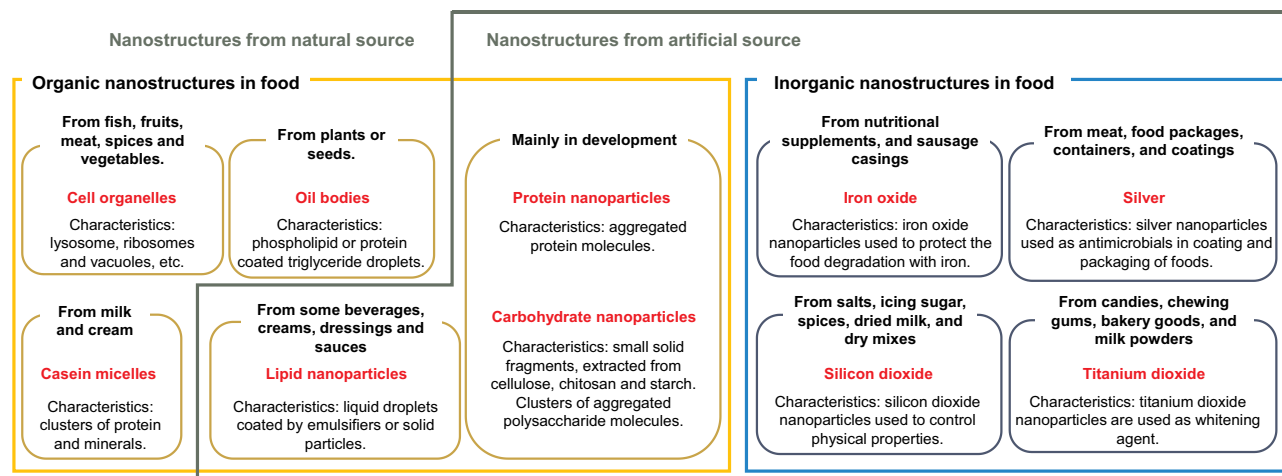 Nanostructures from natural source
Nanostructures from artificial source
Organic nanostructures in food
From fish, fruits,
meat, spices and
vegetables.
Cell organelles
Characteristics:
lysosome, ribosomes
and vacuoles, etc.
From plants or
seeds.
Oil bodies
Characteristics:
phospholipid or protein
coated triglyceride droplets.
From milk
and cream
Casein micelles
Characteristics:
clusters of protein
and minerals.
From some beverages,
creams, dressings and
sauces
Lipid nanoparticles
Characteristics: liquid droplets
coated by emulsifiers or solid
particles.
Mainly in development
Protein nanoparticles
Characteristics: aggregated
protein molecules.
Carbohydrate nanoparticles
Characteristics: small solid
fragments, extracted from
cellulose, chitosan and starch.
Clusters of aggregated
polysaccharide molecules.
Inorganic nanostructures in food
From nutritional
supplements, and sausage
casings
Iron oxide
Characteristics: iron oxide
nanoparticles used to protect the
food degradation with iron.
From meat, food packages,
containers, and coatings
Silver
Characteristics: silver nanoparticles
used as antimicrobials in coating and
packaging of foods.
From salts, icing sugar,
spices, dried milk, and
dry mixes
Silicon dioxide
Characteristics: silicon dioxide
nanoparticles used to control
physical properties.
From candies, chewing
gums, bakery goods, and
milk powders
Titanium dioxide
Characteristics: titanium dioxide
nanoparticles are used as whitening
agent.